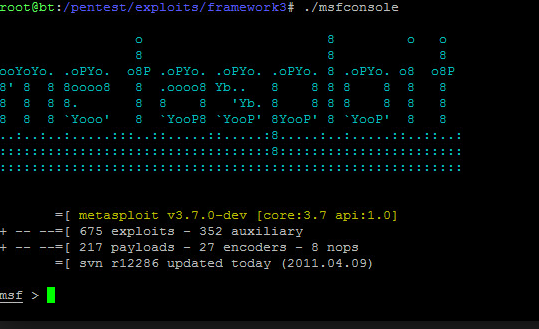 root@bt:/pentest/exploits/framework3# ./msfconsole
                 o                       8         o   o
                 8                       8             8
ooYoYo. .oPYo.  o8P .oPYo. .oPYo. .oPYo. 8 .oPYo. o8  o8P
8' 8  8 8oooo8   8  .oooo8 Yb..   8    8 8 8    8  8   8
8  8  8 8.       8  8    8   'Yb. 8    8 8 8    8  8   8
8  8  8 `Yooo'   8  `YooP8 `YooP' 8YooP' 8 `YooP'  8   8
..:..:..:.....:::..::.....::.....:8.....:..:.....::..::..:
::::::::::::::::::::::::::::::::::8:::::::::::::::::::::::
::::::::::::::::::::::::::::::::::::::::::::::::::::::::::
=[ metasploit v3.7.0-dev [core:3.7 api:1.0]
+ -- --=[ 675 exploits - 352 auxiliary
+ -- --=[ 217 payloads - 27 encoders - 8 nops
=[ svn r12286 updated today (2011.04.09)
msf >